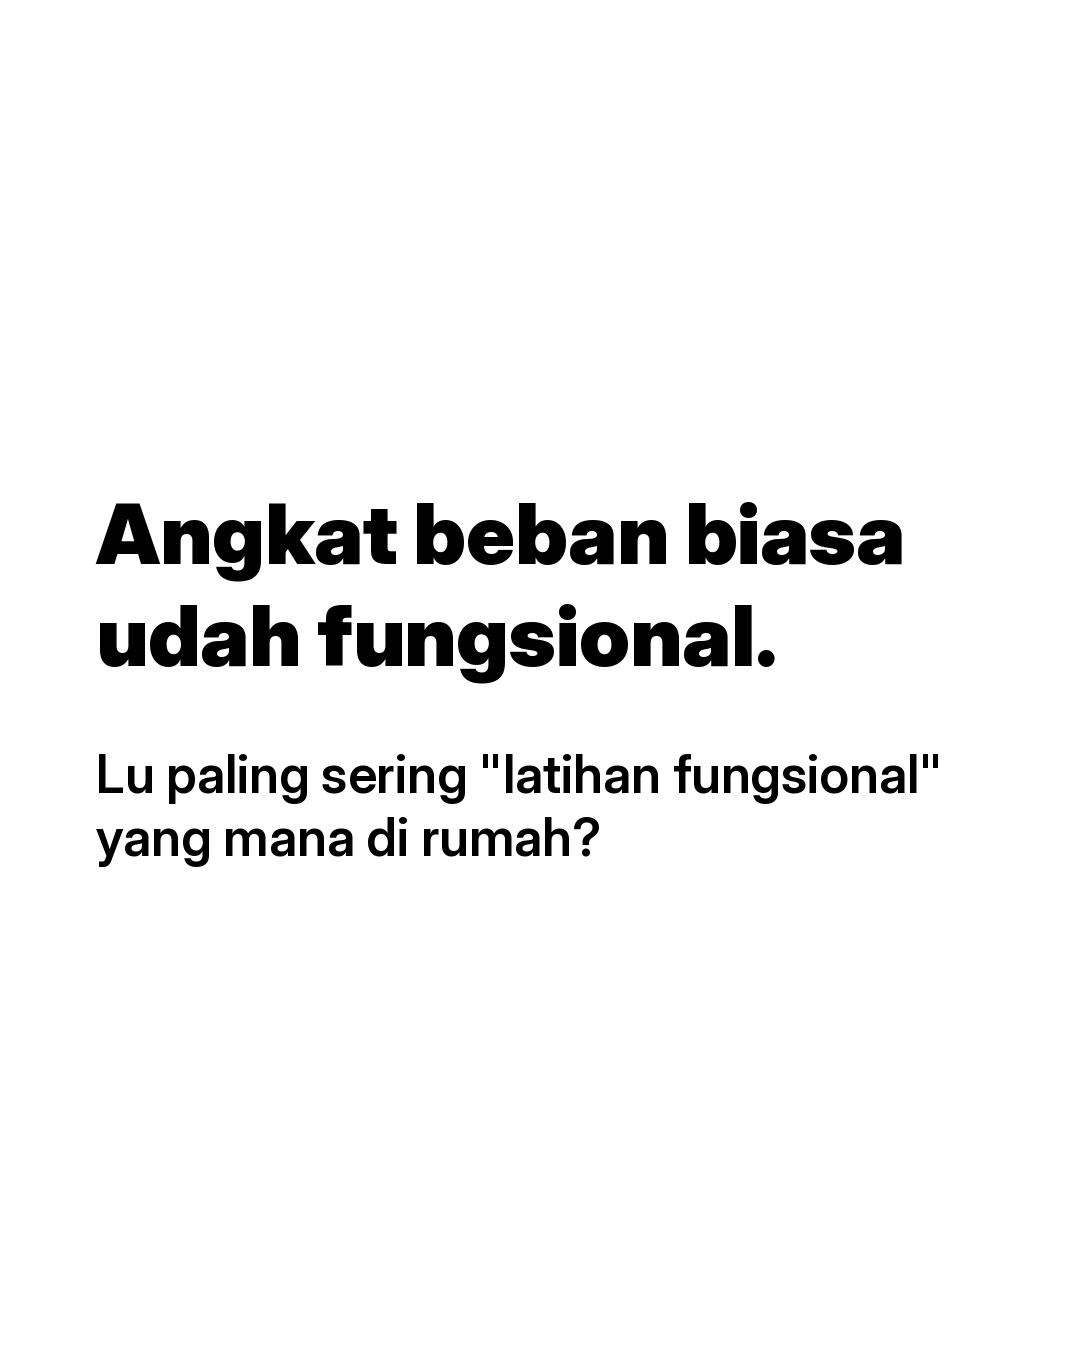 Angkat beban biasa
udah fungsional.
Lu paling sering "latihan fungsional"
yang mana di rumah?